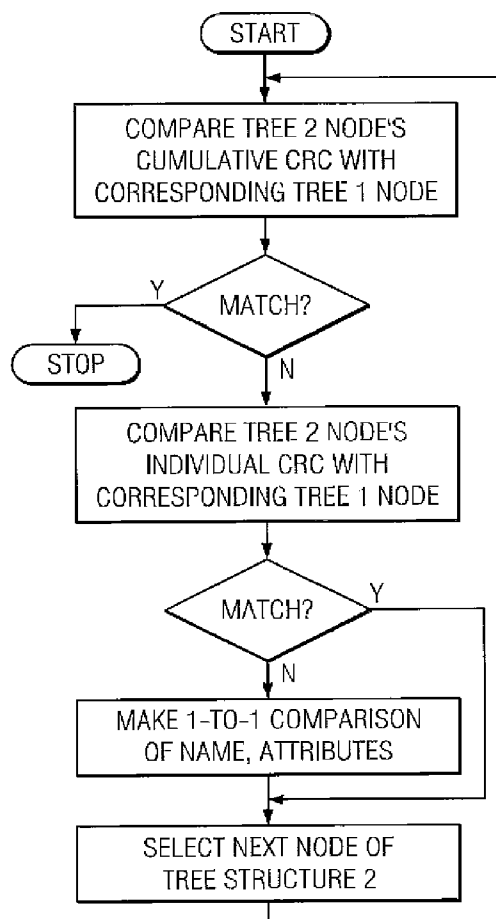 START
COMPARE TREE 2 NODE'S
CUMULATIVE CRC WITH
CORRESPONDING TREE 1 NODE
Y
MATCH?
STOP
N
COMPARE TREE 2 NODE'S
INDIVIDUAL CRC WITH
CORRESPONDING TREE 1 NODE
Y
MATCH?
N
MAKE 1-TO-1 COMPARISON
OF NAME, ATTRIBUTES
SELECT NEXT NODE OF
TREE STRUCTURE 2